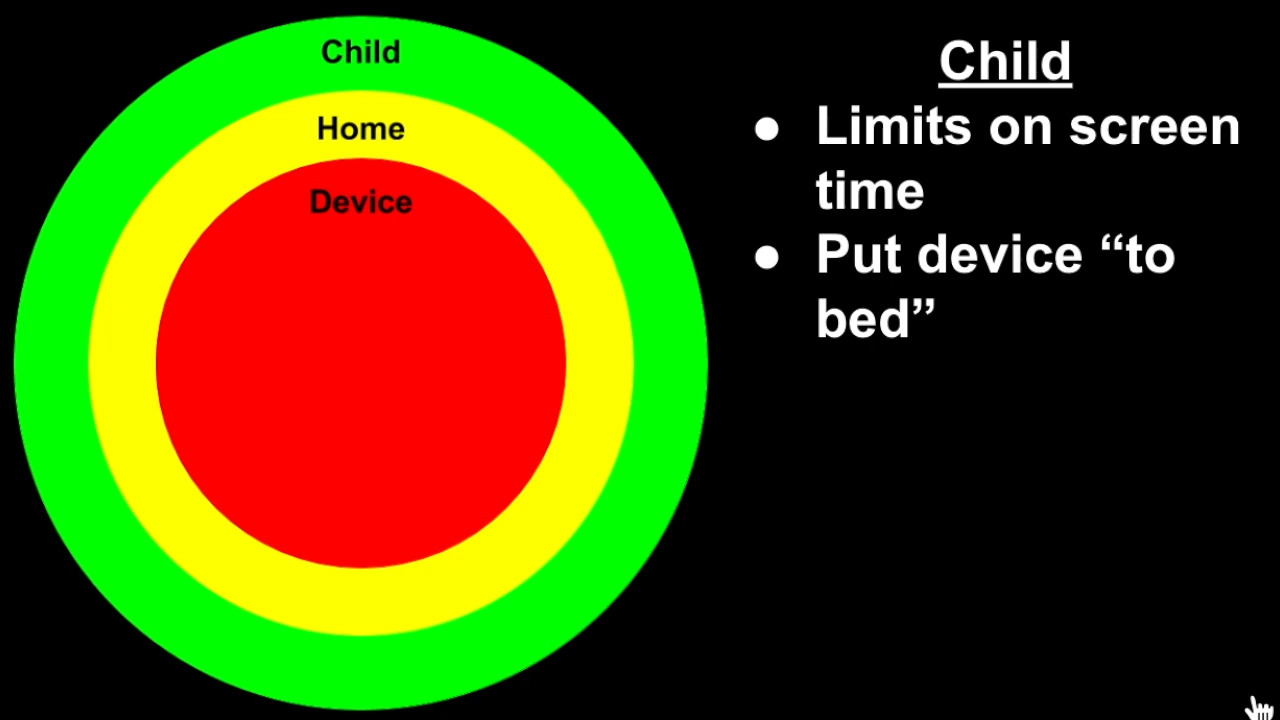 Child
Home
Device
Child
● Limits on screen
time
● Put device “to
bed”